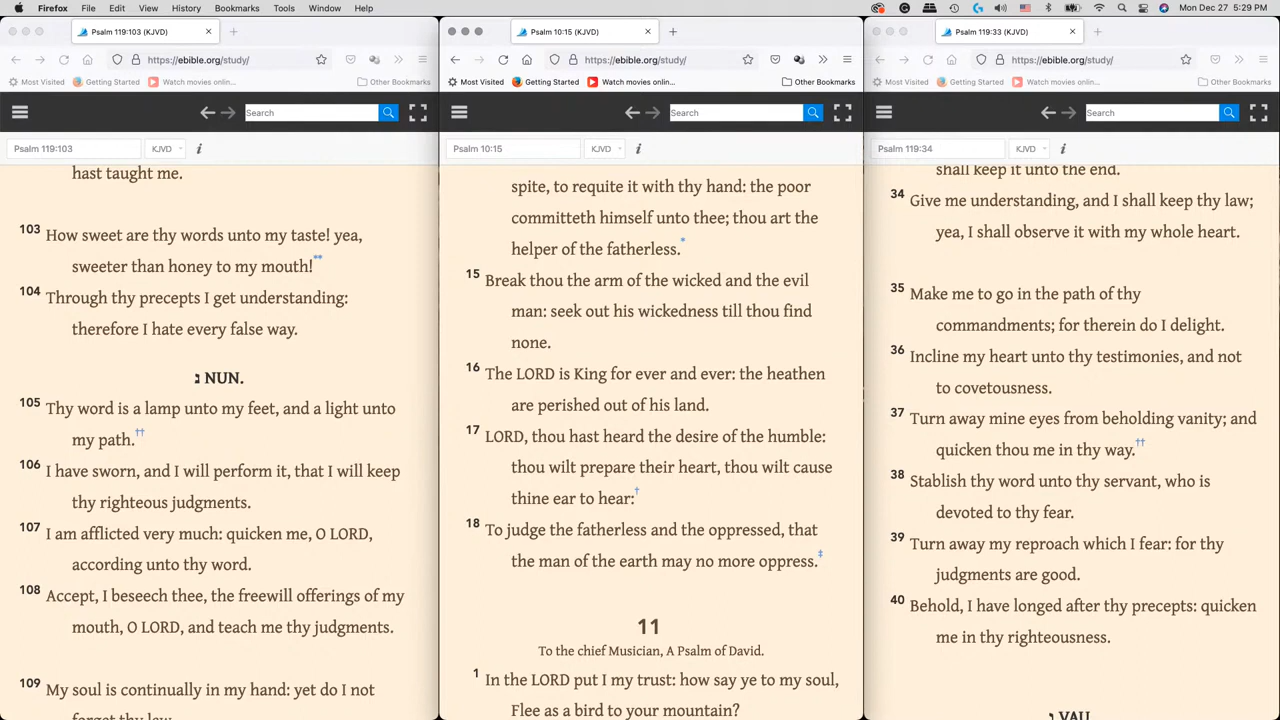 Firefox File Edit View History Bookmarks Tools Window Help Mon Dec 27 5:29 PM
Psalm 119:103 (KJVD)
https://ebible.org/study/
Most Visited Getting Started Watch movies onlin... Other Bookmarks
Search
Psalm 119:103 KJVD i
hast taught me.
103 How sweet are thy words unto my taste! yea,
sweeter than honey to my mouth!**
104 Through thy precepts I get understanding:
therefore I hate every false way.
נ NUN.
105 Thy word is a lamp unto my feet, and a light unto
my path.††
106 I have sworn, and I will perform it, that I will keep
thy righteous judgments.
107 I am afflicted very much: quicken me, O LORD,
according unto thy word.
108 Accept, I beseech thee, the freewill offerings of my
mouth, O LORD, and teach me thy judgments.
109 My soul is continually in my hand: yet do I not
forget thy law.
Psalm 10:15 (KJVD)
https://ebible.org/study/
Most Visited Getting Started Watch movies onlin... Other Bookmarks
Search
Psalm 10:15 KJVD i
spite, to requite it with thy hand: the poor
committeth himself unto thee; thou art the
helper of the fatherless.*
15 Break thou the arm of the wicked and the evil
man: seek out his wickedness till thou find
none.
16 The LORD is King for ever and ever: the heathen
are perished out of his land.
17 LORD, thou hast heard the desire of the humble:
thou wilt prepare their heart, thou wilt cause
thine ear to hear:†
18 To judge the fatherless and the oppressed, that
the man of the earth may no more oppress.‡
11
To the chief Musician, A Psalm of David.
1 In the LORD put I my trust: how say ye to my soul,
Flee as a bird to your mountain?
Psalm 119:33 (KJVD)
https://ebible.org/study/
Most Visited Getting Started Watch movies onlin... Other Bookmarks
Search
Psalm 119:34 KJVD i
shall keep it unto the end.
34 Give me understanding, and I shall keep thy law;
yea, I shall observe it with my whole heart.
35 Make me to go in the path of thy
commandments; for therein do I delight.
36 Incline my heart unto thy testimonies, and not
to covetousness.
37 Turn away mine eyes from beholding vanity; and
quicken thou me in thy way.††
38 Stablish thy word unto thy servant, who is
devoted to thy fear.
39 Turn away my reproach which I fear: for thy
judgments are good.
40 Behold, I have longed after thy precepts: quicken
me in thy righteousness.
ו VAU.